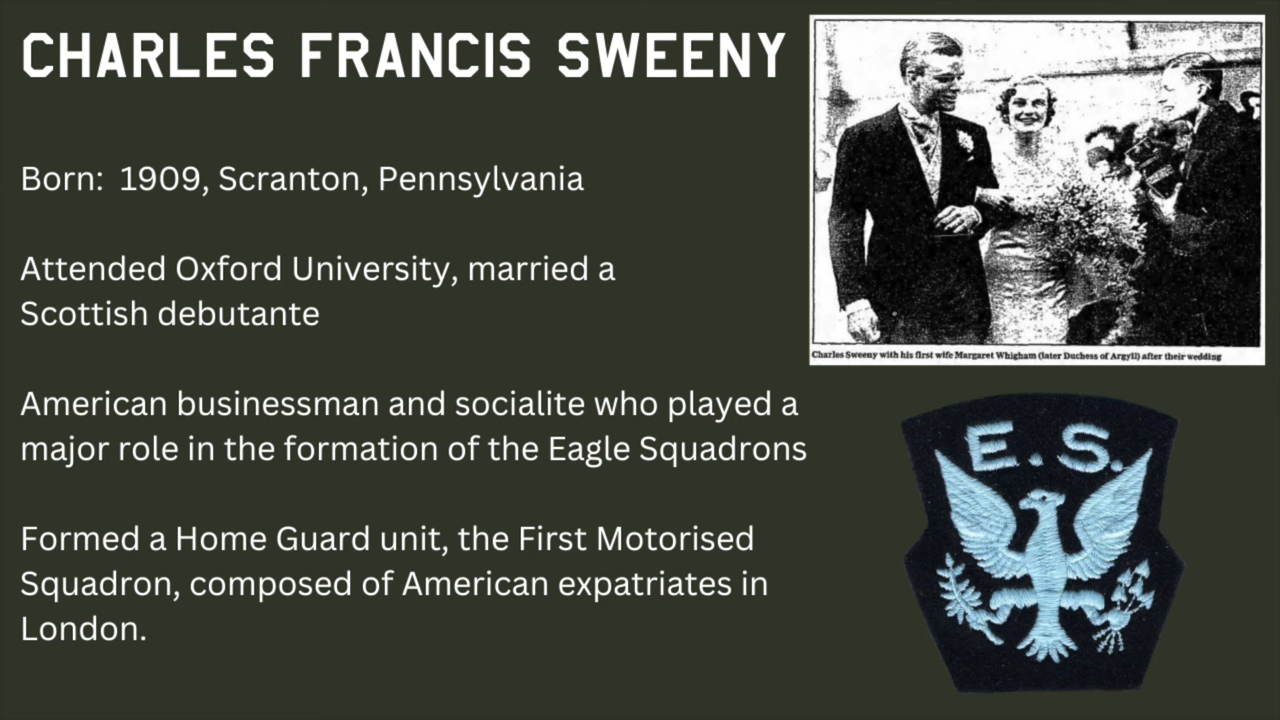 CHARLES FRANCIS SWEENY
Born: 1909, Scranton, Pennsylvania
Attended Oxford University, married a
Scottish debutante
American businessman and socialite who played a
major role in the formation of the Eagle Squadrons
Formed a Home Guard unit, the First Motorised
Squadron, composed of American expatriates in
London.
Charles Sweeny with his first wife Margaret Whigham (later Duchess of Argyll) after their wedding
E.S.